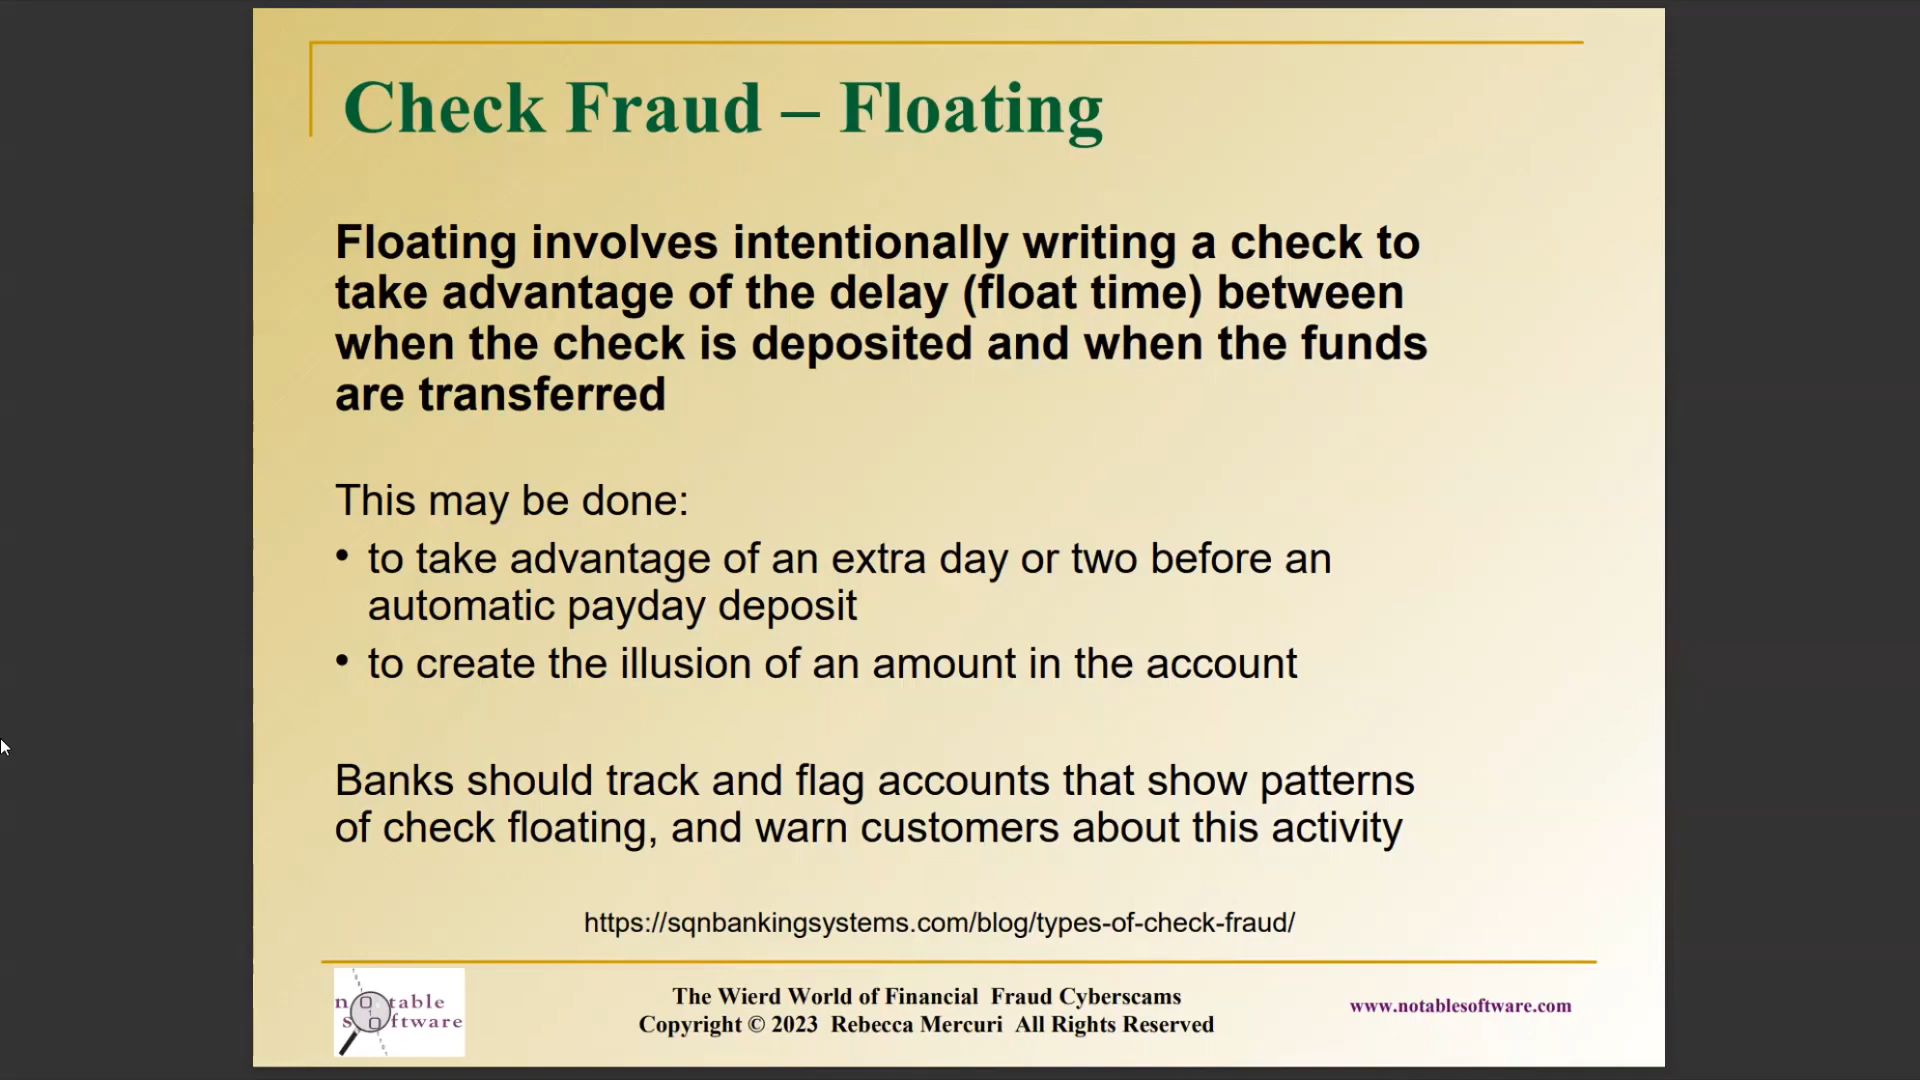 Check Fraud – Floating
Floating involves intentionally writing a check to
take advantage of the delay (float time) between
when the check is deposited and when the funds
are transferred
This may be done:
• to take advantage of an extra day or two before an
automatic payday deposit
• to create the illusion of an amount in the account
Banks should track and flag accounts that show patterns
of check floating, and warn customers about this activity
https://sqnbankingsystems.com/blog/types-of-check-fraud/
notable
software
The Wierd World of Financial Fraud Cyberscams
Copyright © 2023 Rebecca Mercuri All Rights Reserved
www.notablesoftware.com